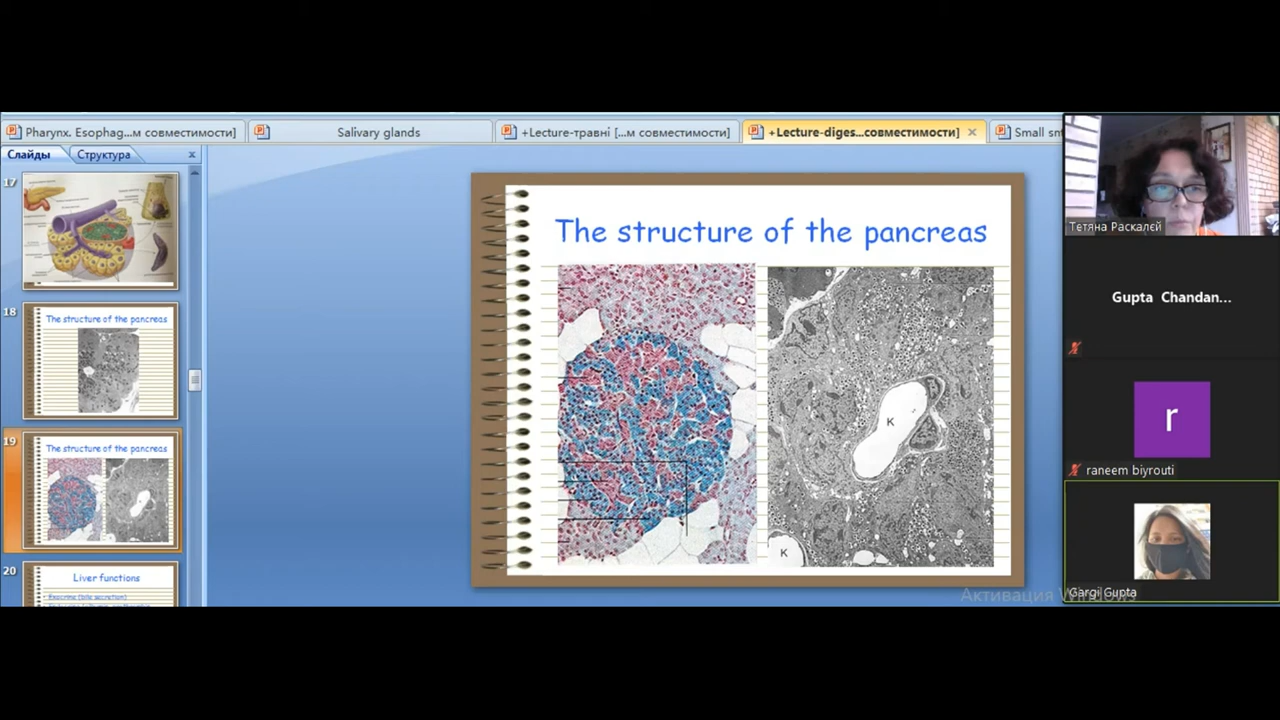 Pharynx. Esophag...м совместимости]
Salivary glands
+Lecture-травні [...м совместимости]
+Lecture-diges...совместимости]
Small snt
Слайды
Структура
17
18
The structure of the pancreas
19
The structure of the pancreas
20
Liver functions
The structure of the pancreas
K
K
Тетяна Раскалєй
Gupta Chandan...
r
raneem biyrouti
Gargi Gupta
Активация Windows